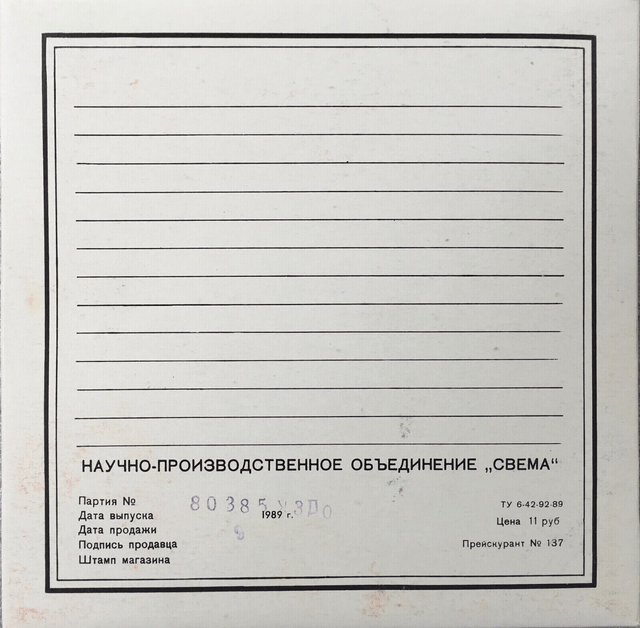 НАУЧНО-ПРОИЗВОДСТВЕННОЕ ОБЪЕДИНЕНИЕ „СВЕМА“
Партия № 80385
Дата выпуска 1989 г.
Дата продажи
Подпись продавца
Штамп магазина
ТУ 6-42-92-89
Цена 11 руб
Прейскурант № 137